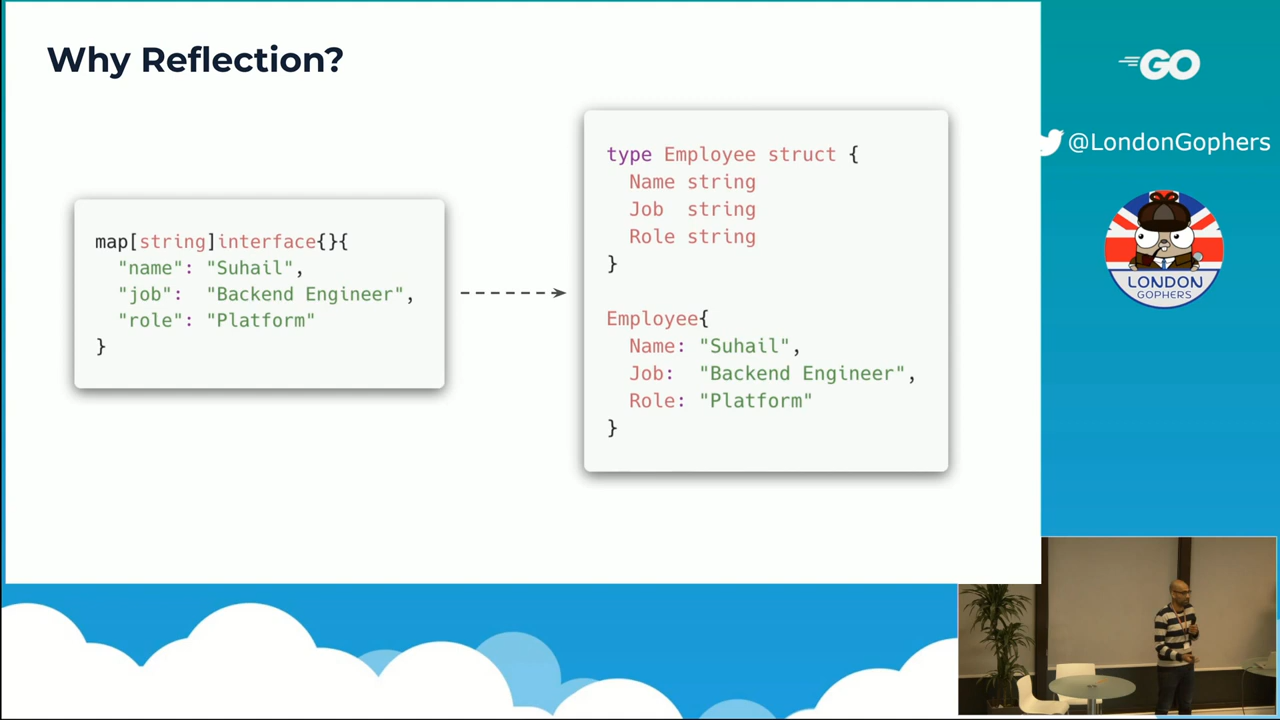 Why Reflection?
map[string]interface{}{
  "name": "Suhail",
  "job":  "Backend Engineer",
  "role": "Platform"
}
type Employee struct {
  Name string
  Job  string
  Role string
}
Employee{
  Name: "Suhail",
  Job:  "Backend Engineer",
  Role: "Platform"
}
GO
@LondonGophers
LONDON
GOPHERS